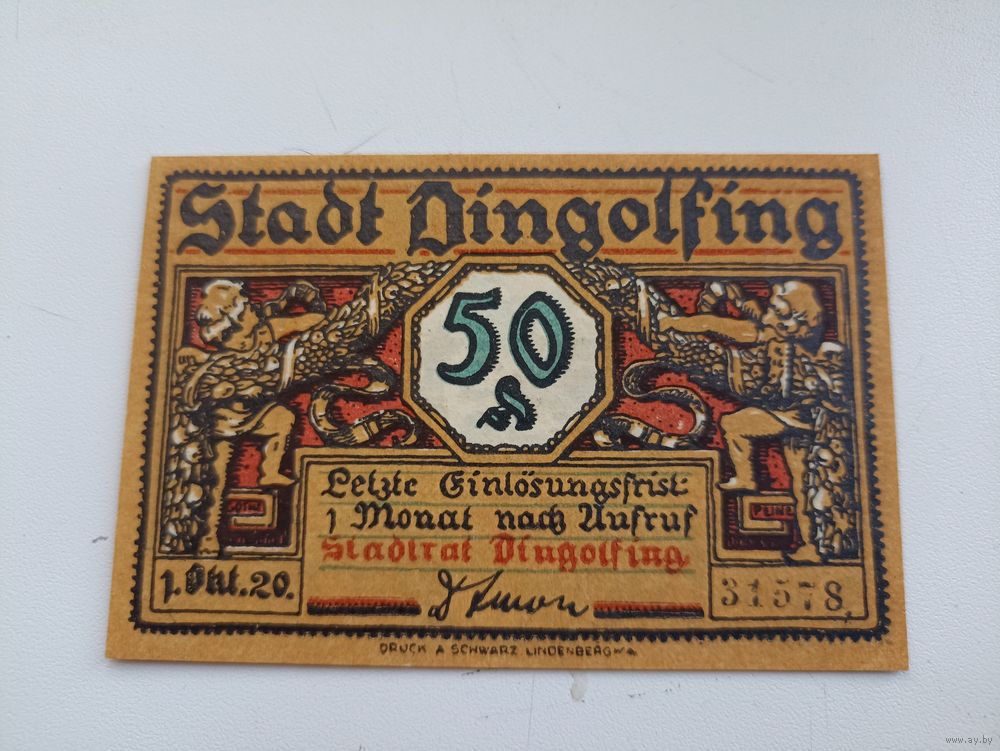 Stadt Dingolfing
50
₰
Letzte Einlösungsfrist:
1 Monat nach Aufruf
Stadtrat Dingolfing
1. Okt. 20.
31578
DRUCK A SCHWARZ LINDENBERG
www.ay.by